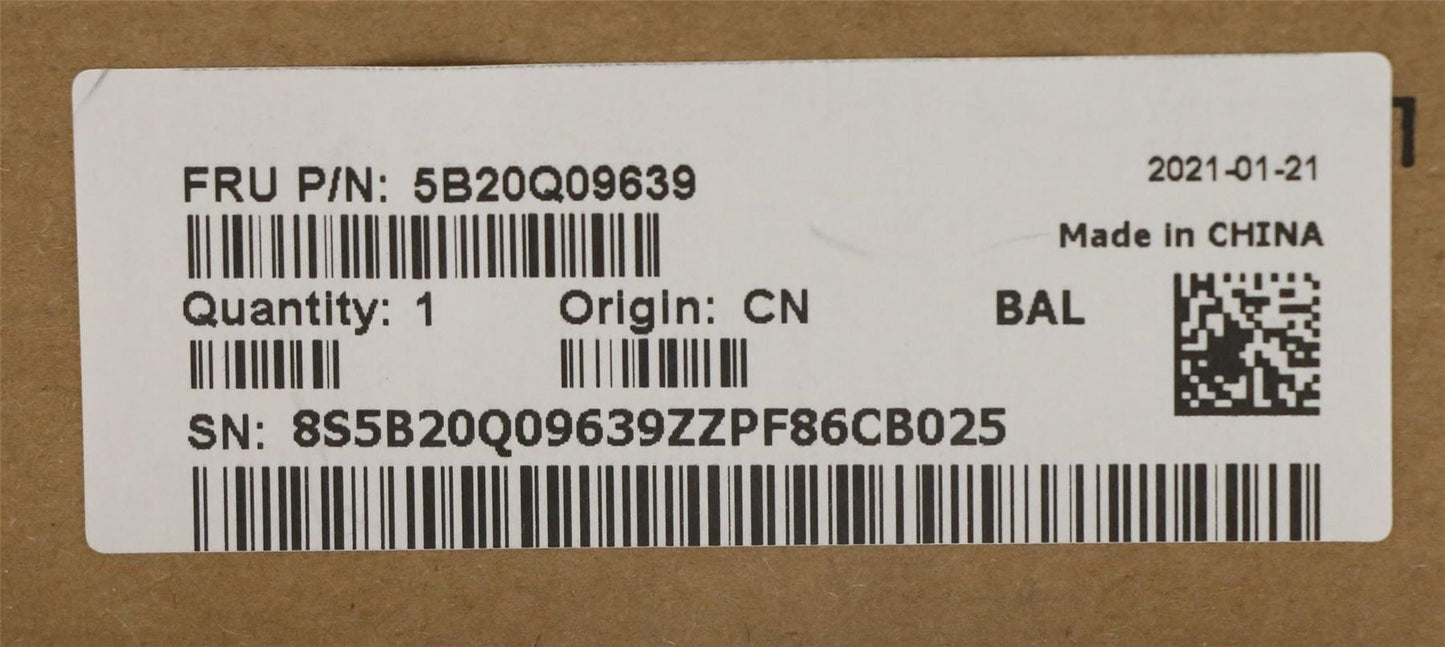 2021-01-21
FRU P/N: 5B20Q09639
Made in CHINA
Quantity: 1 Origin: CN BAL
SN: 8S5B20Q09639ZZPF86CB025